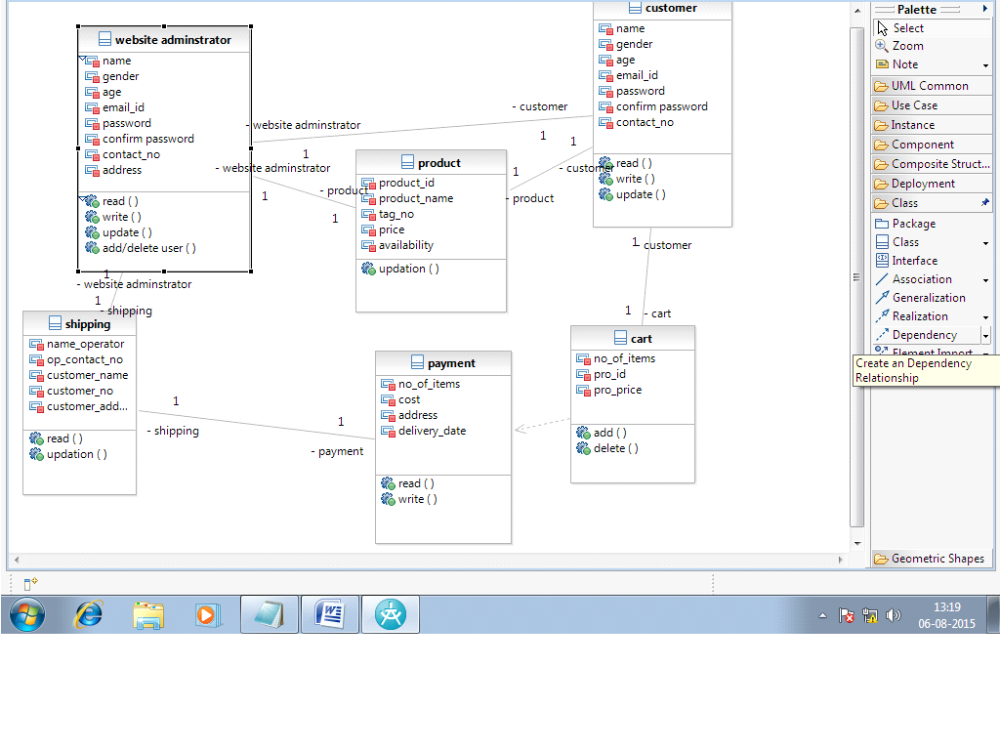 website adminstrator
name
gender
age
email_id
password
confirm password
contact_no
address
read ( )
write ( )
update ( )
add/delete user ( )
customer
name
gender
age
email_id
password
confirm password
contact_no
read ( )
write ( )
update ( )
- website adminstrator
1
- customer
1
- website adminstrator
1
- product
1
1
- customer
1
- product
product
product_id
product_name
tag_no
price
availability
updation ( )
1
- website adminstrator
1
- shipping
1
customer
1
- cart
shipping
name_operator
op_contact_no
customer_name
customer_no
customer_add...
read ( )
updation ( )
1
- shipping
1
- payment
payment
no_of_items
cost
address
delivery_date
read ( )
write ( )
cart
no_of_items
pro_id
pro_price
add ( )
delete ( )
Palette
Select
Zoom
Note
UML Common
Use Case
Instance
Component
Composite Struct...
Deployment
Class
Package
Class
Interface
Association
Generalization
Realization
Dependency
Element Import
Create an Dependency
Relationship
Geometric Shapes
13:19
06-08-2015